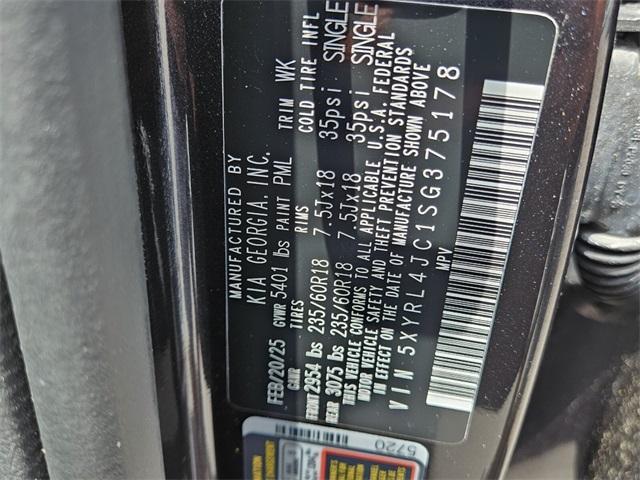 MANUFACTURED BY
KIA GEORGIA, INC.
FEB/20/25 GVWR 5401 lbs PAINT PML TRIM WK
GAWR TIRES RIMS COLD TIRE INFL
FRONT 2954 lbs 235/60R18 7.5Jx18 35psi SINGLE
REAR 3075 lbs 235/60R18 7.5Jx18 35psi SINGLE
THIS VEHICLE CONFORMS TO ALL APPLICABLE U.S.A. FEDERAL
MOTOR VEHICLE SAFETY AND THEFT PREVENTION STANDARDS
IN EFFECT ON THE DATE OF MANUFACTURE SHOWN ABOVE
VIN 5XYRL4JC1SG375178
MPV
5720